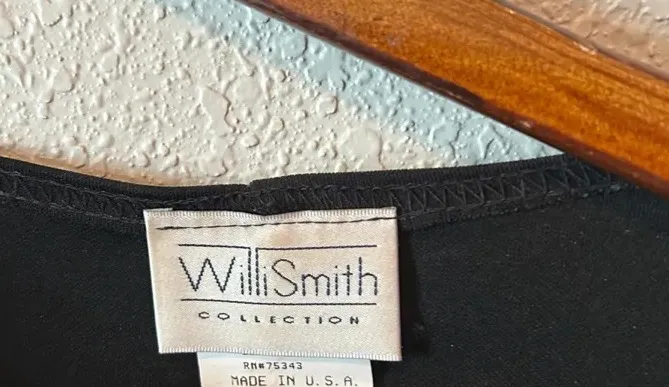 WilliSmith
COLLECTION
RN#75343
MADE IN U.S.A.